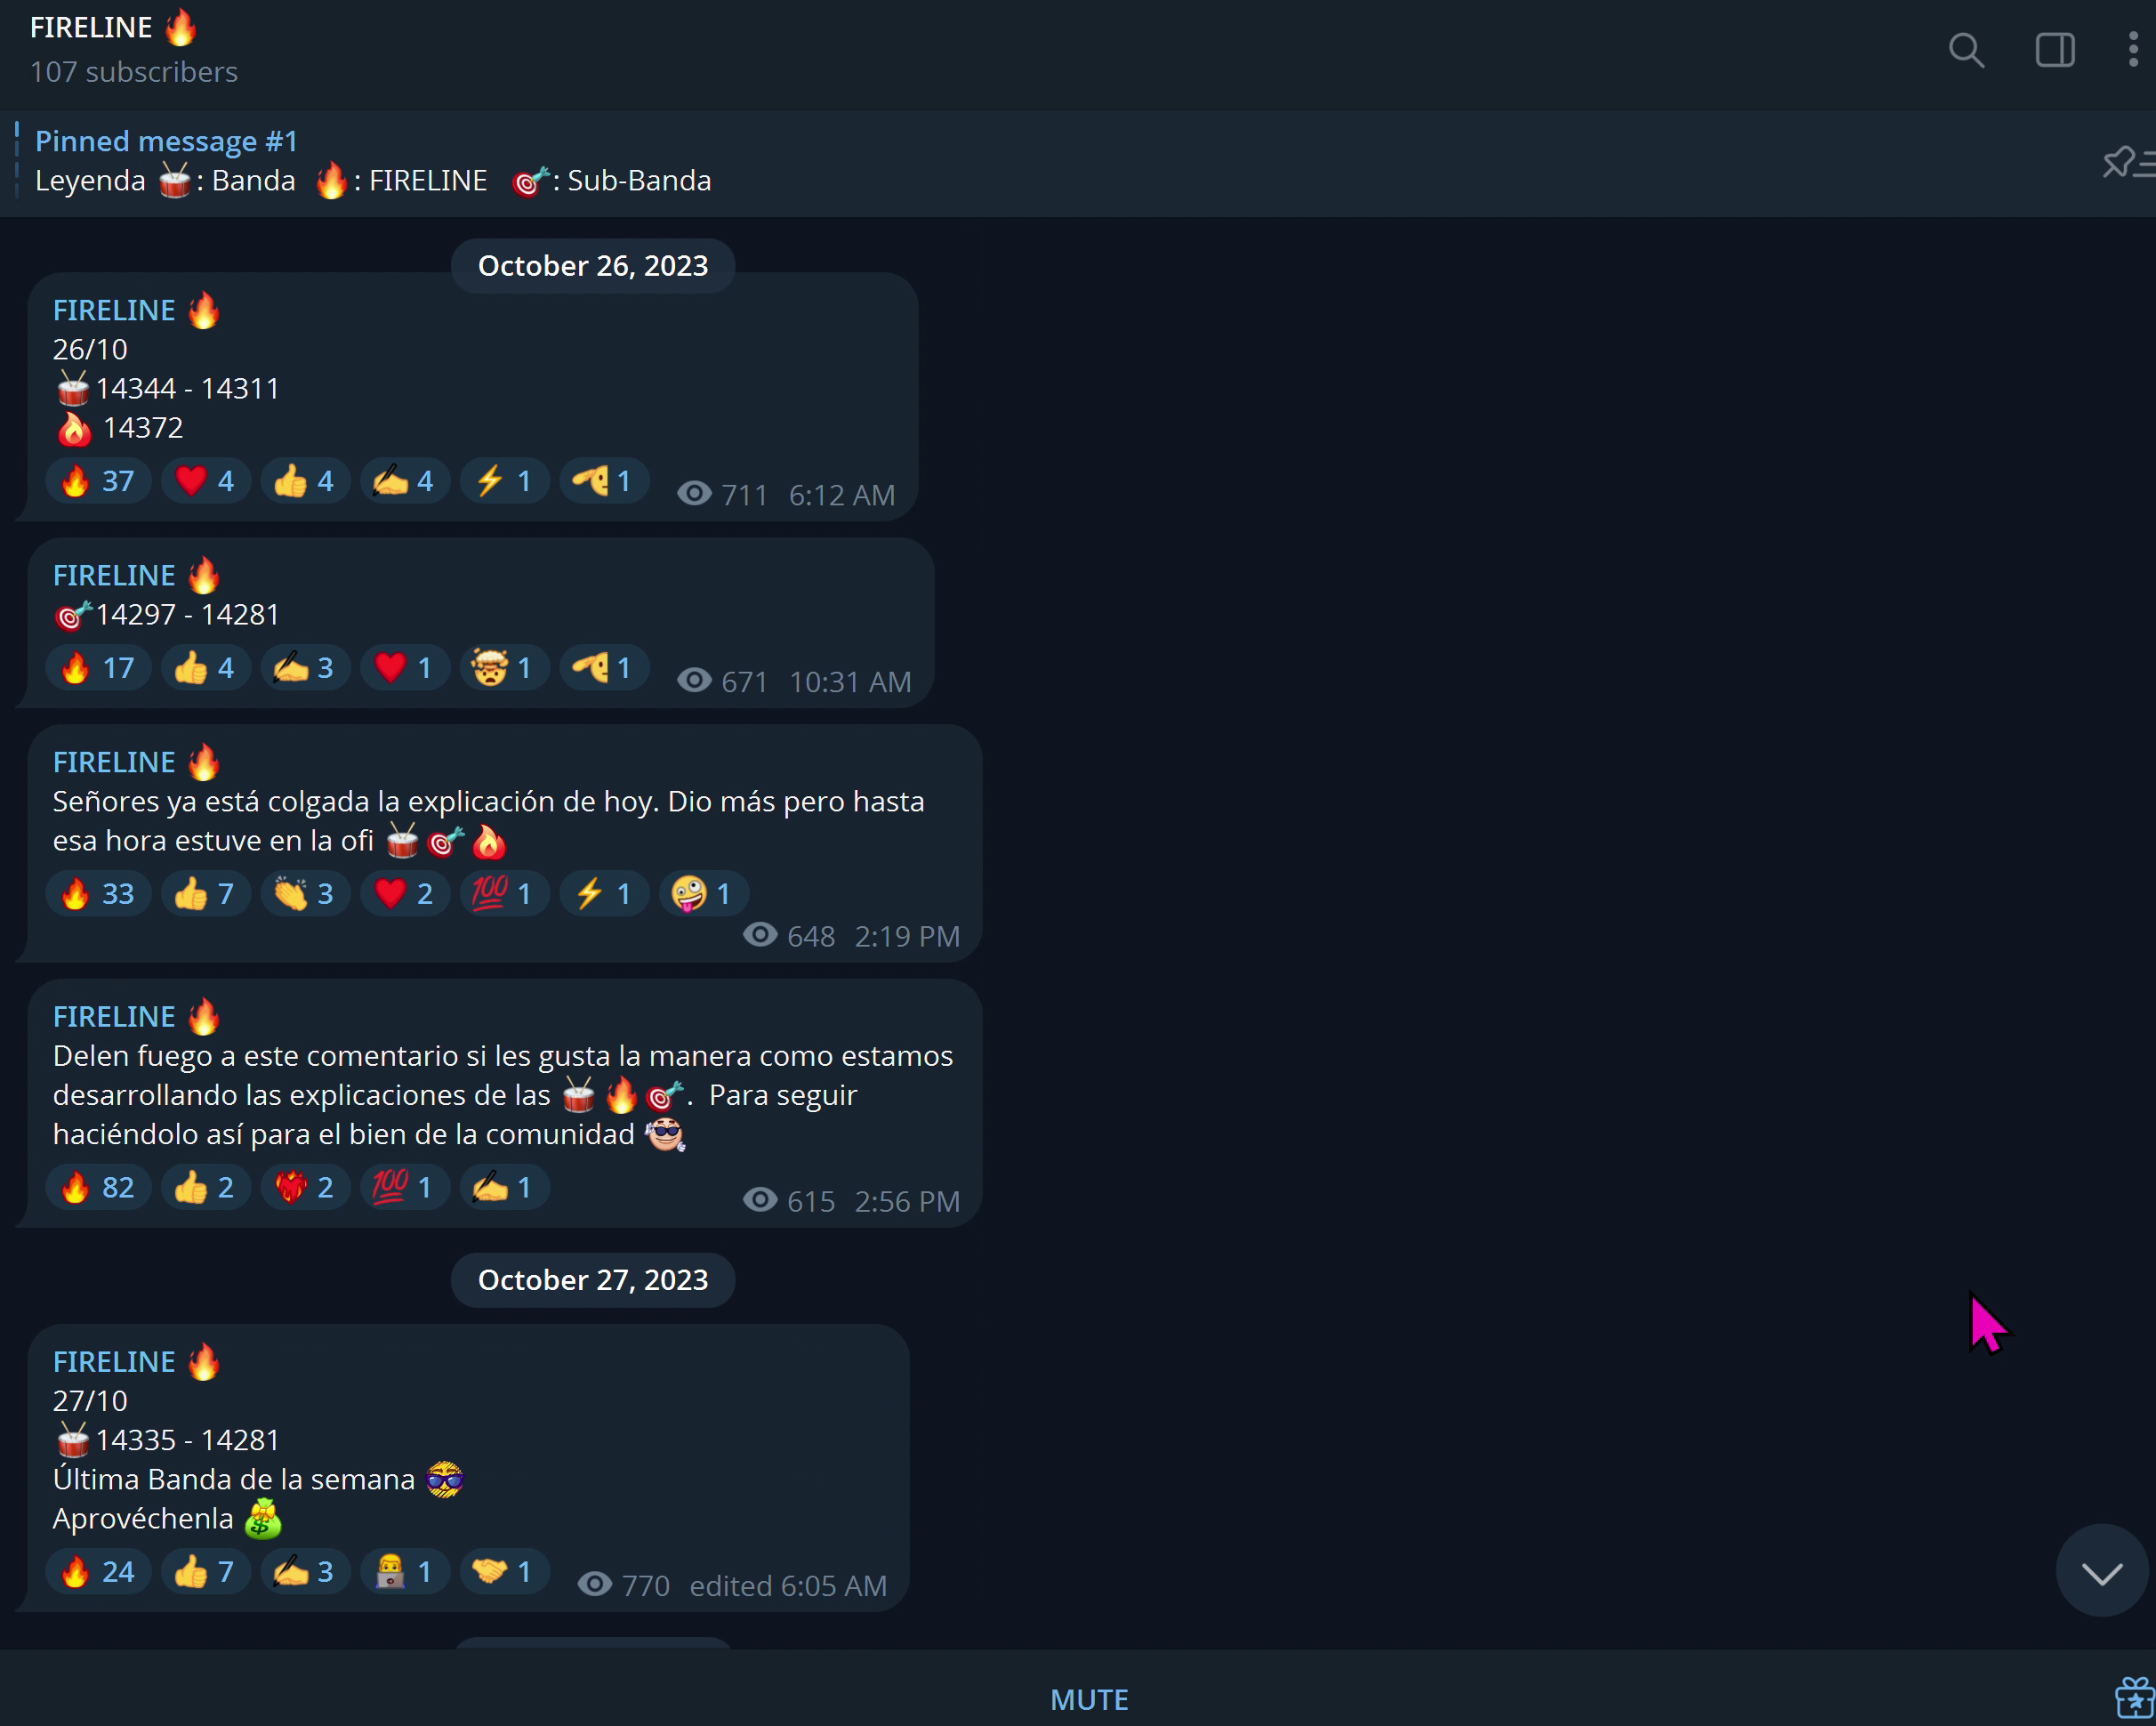 FIRELINE 🔥
107 subscribers
Pinned message #1
Leyenda 🥁: Banda 🔥: FIRELINE 🎯: Sub-Banda
October 26, 2023
FIRELINE 🔥
26/10
🥁14344 - 14311
🔥 14372
🔥 37 ❤ 4 👍 4 ✍ 4 ⚡ 1 🫡 1 711 6:12 AM
FIRELINE 🔥
🎯14297 - 14281
🔥 17 👍 4 ✍ 3 ❤ 1 🤯 1 🫡 1 671 10:31 AM
FIRELINE 🔥
Señores ya está colgada la explicación de hoy. Dio más pero hasta
esa hora estuve en la ofi 🥁🎯🔥
🔥 33 👍 7 👏 3 ❤ 2 💯 1 ⚡ 1 🤪 1
648 2:19 PM
FIRELINE 🔥
Delen fuego a este comentario si les gusta la manera como estamos
desarrollando las explicaciones de las 🥁🔥🎯. Para seguir
haciéndolo así para el bien de la comunidad 😎
🔥 82 👍 2 ❤‍🔥 2 💯 1 ✍ 1 615 2:56 PM
October 27, 2023
FIRELINE 🔥
27/10
🥁14335 - 14281
Última Banda de la semana 😎
Aprovéchenla 💰
🔥 24 👍 7 ✍ 3 👨‍💻 1 🤝 1 770 edited 6:05 AM
MUTE